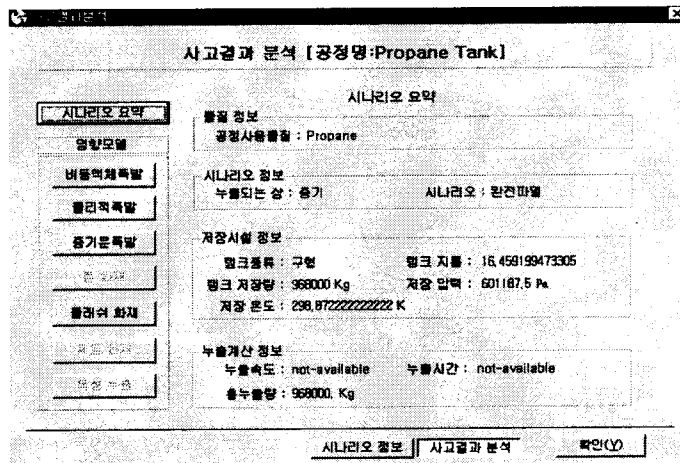 사고결과 분석 [공정명:Propane Tank]
시나리오 요약
시나리오 요약
영향모델
비등액체폭발
물리적폭발
증기운폭발
플래쉬 화재
물질 정보
공정사용물질 : Propane
시나리오 정보
누출되는 상 : 증기 시나리오 : 완전파열
저장시설 정보
탱크종류 : 구형 탱크 지름 : 16.459199473305
탱크 저장량 : 968000 Kg 저장 압력 : 601187.5 Pa
저장 온도 : 298.872222222222 K
누출계산 정보
누출속도 : not-available 누출시간 : not-available
총누출량 : 968000. Kg
시나리오 정보 사고결과 분석 확인(Y)